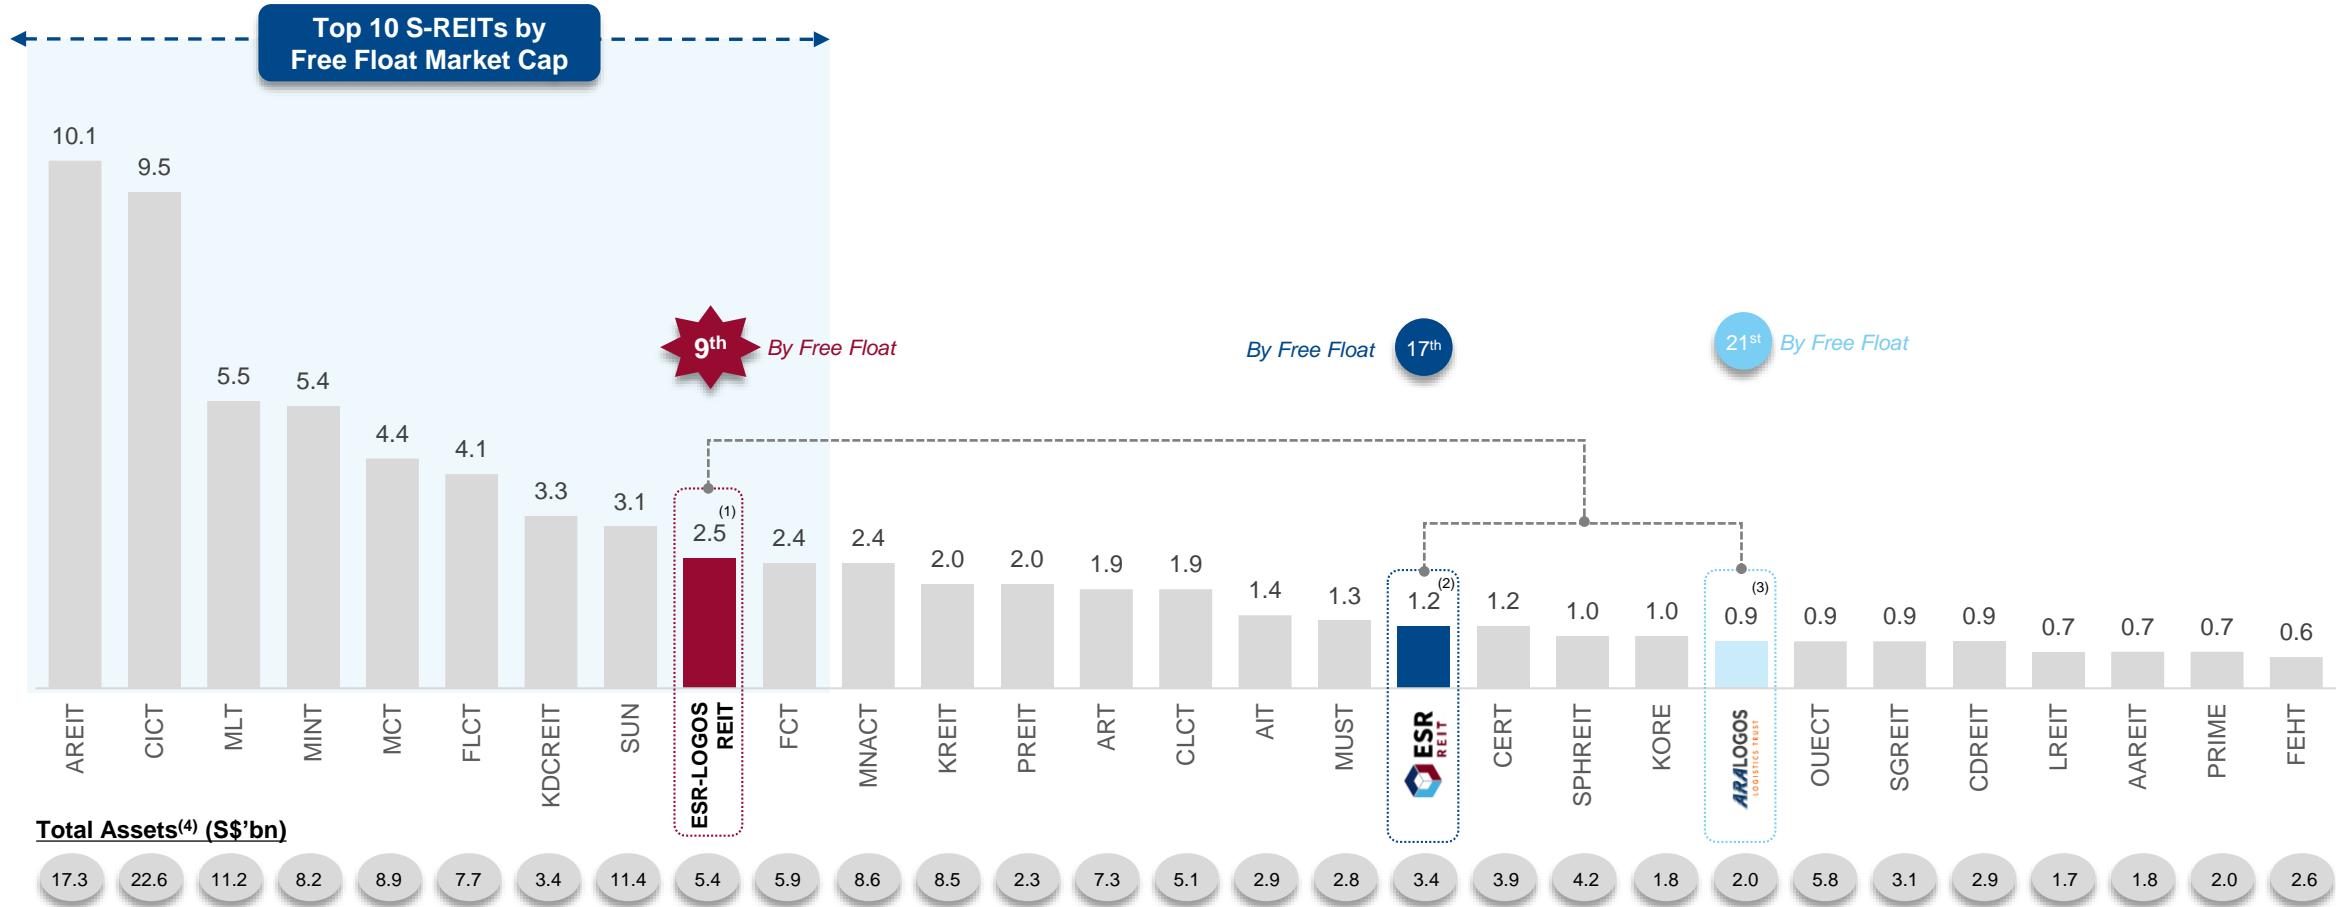 Top 10 S-REITs by
Free Float Market Cap
10.1
9.5
5.5
5.4
4.4
4.1
3.3
3.1
2.5 (1)
2.4
2.4
2.0
2.0
1.9
1.9
1.4
1.3
1.2 (2)
1.2
1.0
1.0
0.9 (3)
0.9
0.9
0.9
0.7
0.7
0.7
0.6
9th By Free Float
By Free Float 17th
21st By Free Float
AREIT
CICT
MLT
MINT
MCT
FLCT
KDCREIT
SUN
ESR-LOGOS
REIT
FCT
MNACT
KREIT
PREIT
ART
CLCT
AIT
MUST
ESR
REIT
CERT
SPHREIT
KORE
ARALOGOS
LOGISTICS TRUST
OUECT
SGREIT
CDREIT
LREIT
AAREIT
PRIME
FEHT
Total Assets(4) (S$'bn)
17.3 22.6 11.2 8.2 8.9 7.7 3.4 11.4 5.4 5.9 8.6 8.5 2.3 7.3 5.1 2.9 2.8 3.4 3.9 4.2 1.8 2.0 5.8 3.1 2.9 1.7 1.8 2.0 2.6